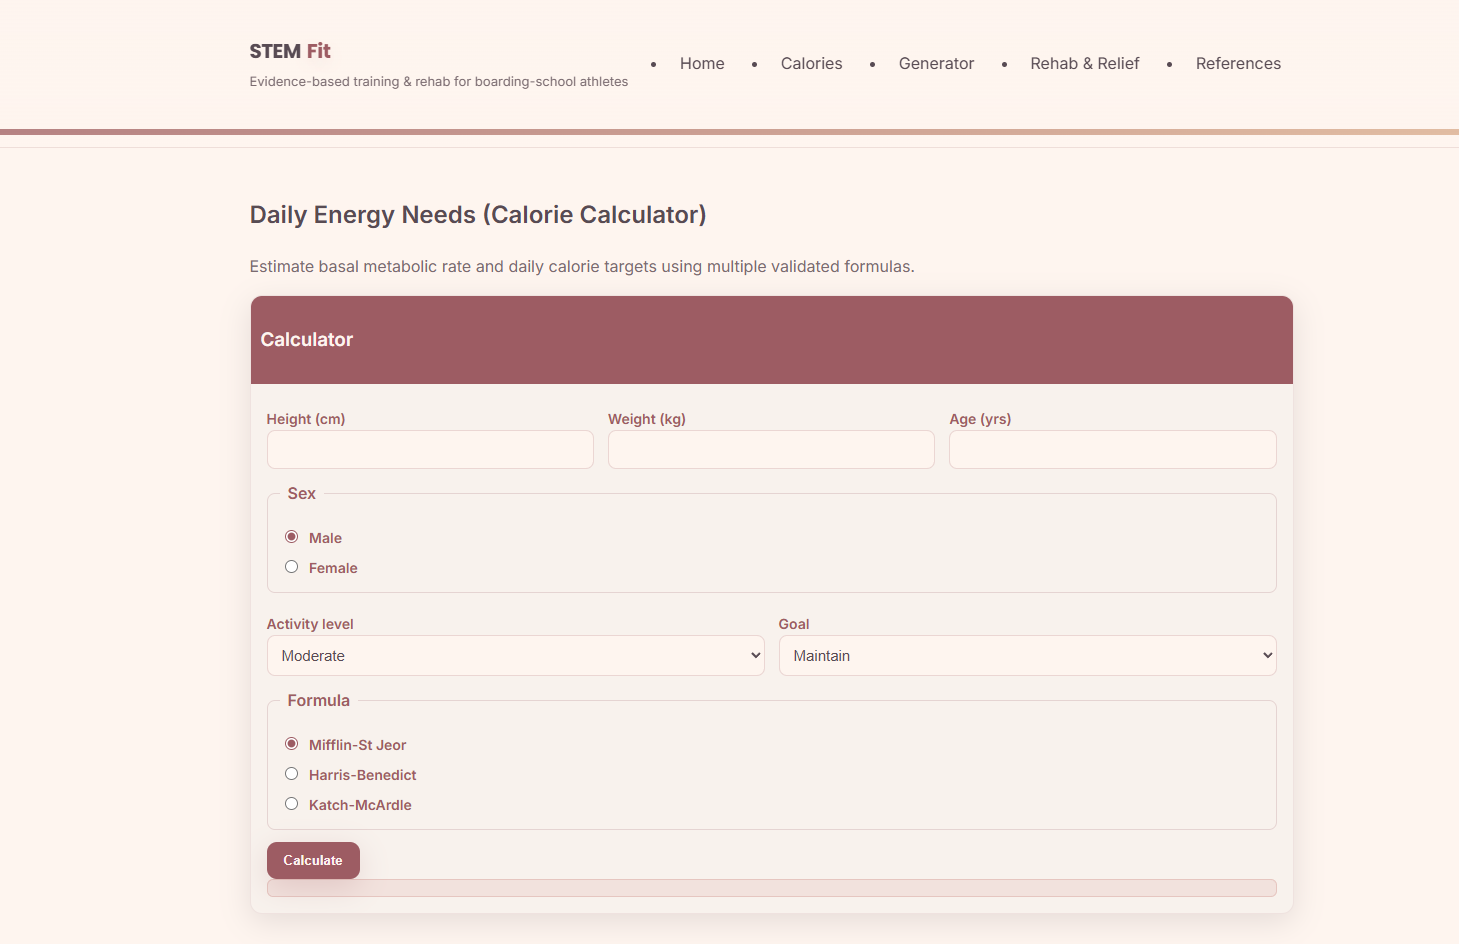 STEM Fit
Evidence-based training & rehab for boarding-school athletes
• Home • Calories • Generator • Rehab & Relief • References
Daily Energy Needs (Calorie Calculator)
Estimate basal metabolic rate and daily calorie targets using multiple validated formulas.
Calculator
Height (cm) Weight (kg) Age (yrs)
Sex
Male
Female
Activity level Goal
Moderate Maintain
Formula
Mifflin-St Jeor
Harris-Benedict
Katch-McArdle
Calculate